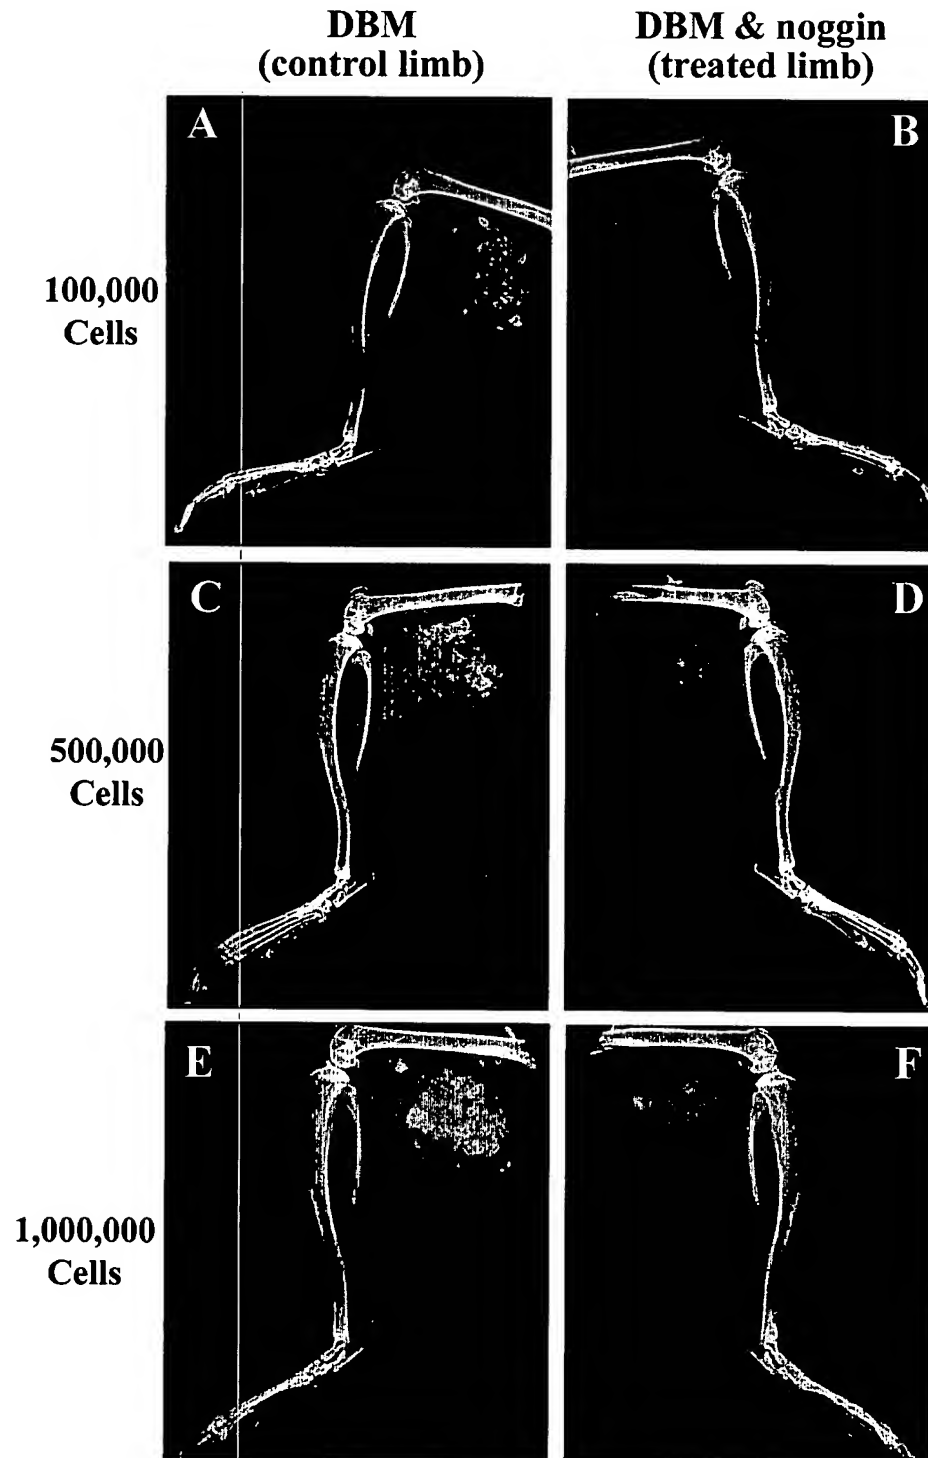 DBM
(control limb)
DBM & noggin
(treated limb)
A
B
100,000
Cells
C
D
500,000
Cells
E
F
1,000,000
Cells